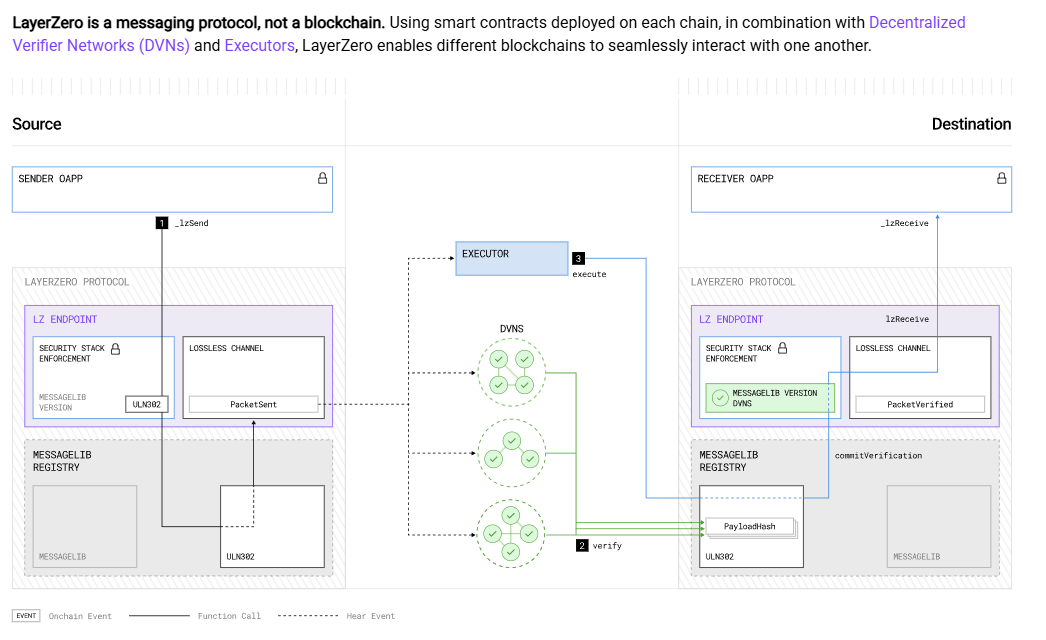 LayerZero is a messaging protocol, not a blockchain. Using smart contracts deployed on each chain, in combination with Decentralized
Verifier Networks (DVNs) and Executors, LayerZero enables different blockchains to seamlessly interact with one another.
Source
Destination
SENDER OAPP
RECEIVER OAPP
1 _lzSend
_lzReceive
EXECUTOR
3
execute
LAYERZERO PROTOCOL
LZ ENDPOINT
SECURITY STACK
ENFORCEMENT
MESSAGELIB
VERSION
ULN302
LOSSLESS CHANNEL
PacketSent
MESSAGELIB
REGISTRY
MESSAGELIB
ULN302
DVNS
2 verify
LAYERZERO PROTOCOL
LZ ENDPOINT
lzReceive
SECURITY STACK
ENFORCEMENT
MESSAGELIB VERSION
DVNS
LOSSLESS CHANNEL
PacketVerified
MESSAGELIB
REGISTRY
commitVerification
PayloadHash
ULN302
MESSAGELIB
EVENT Onchain Event Function Call Hear Event